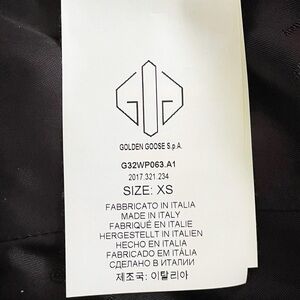 GOLDEN GOOSE S.p.A.
G32WP063.A1
2017.321.234
SIZE: XS
FABBRICATO IN ITALIA
MADE IN ITALY
FABRIQUÉ EN ITALIE
HERGESTELLT IN ITALIEN
HECHO EN ITALIA
FABRICADO EM ITÁLIA
СДЕЛАНО В ИТАЛИИ
제조국: 이탈리아